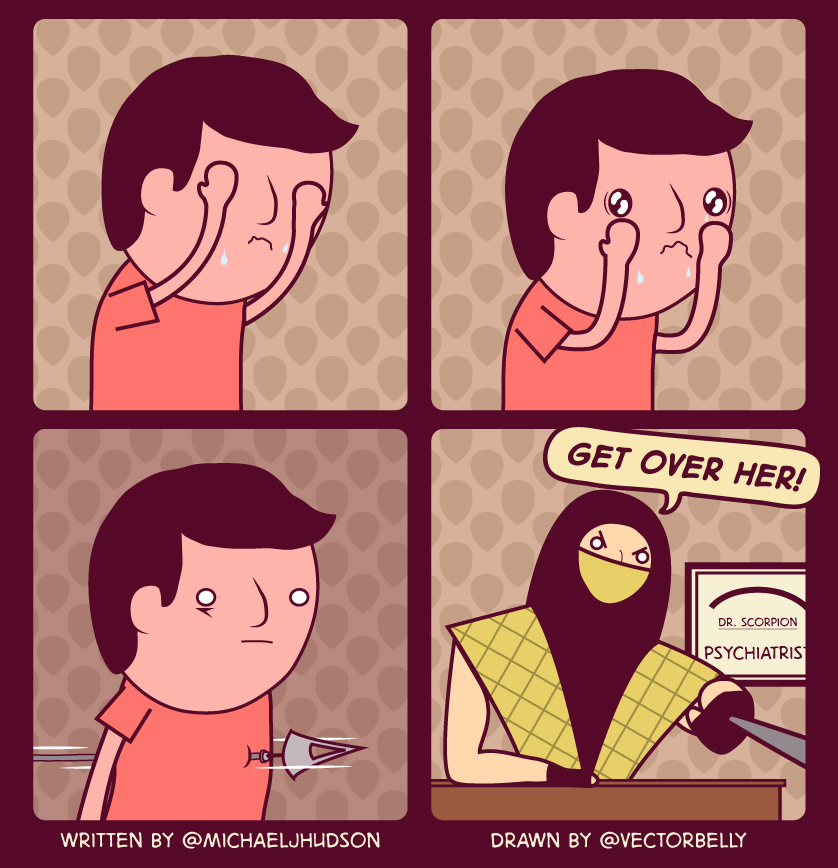 GET OVER HER!
DR. SCORPION
PSYCHIATRIST
WRITTEN BY @MICHAELJHUDSON
DRAWN BY @VECTORBELLY